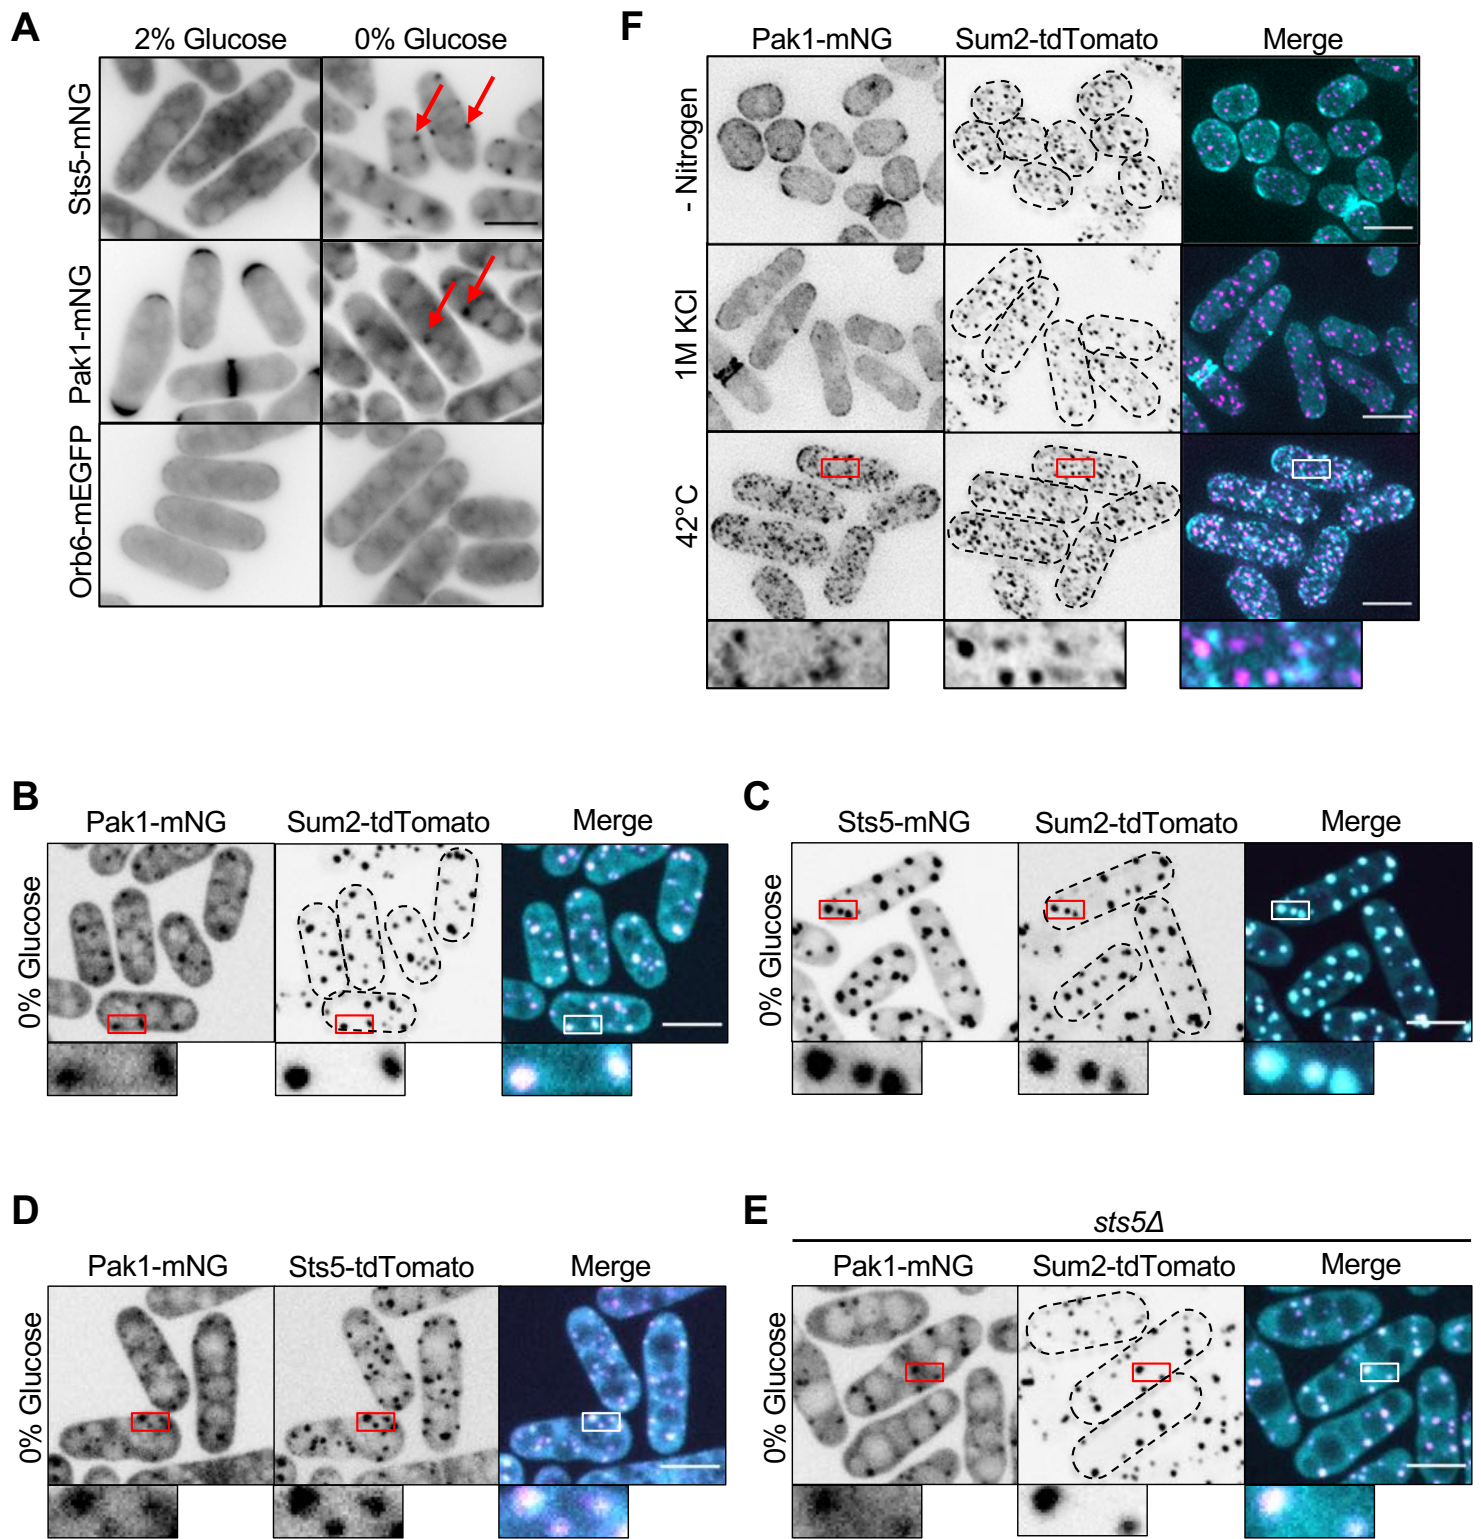 A
2% Glucose
0% Glucose
Sts5-mNG
Pak1-mNG
Orb6-mEGFP
F
Pak1-mNG
Sum2-tdTomato
Merge
- Nitrogen
1M KCl
42°C
B
Pak1-mNG
Sum2-tdTomato
Merge
0% Glucose
C
Sts5-mNG
Sum2-tdTomato
Merge
0% Glucose
D
Pak1-mNG
Sts5-tdTomato
Merge
0% Glucose
E
sts5Δ
Pak1-mNG
Sum2-tdTomato
Merge
0% Glucose